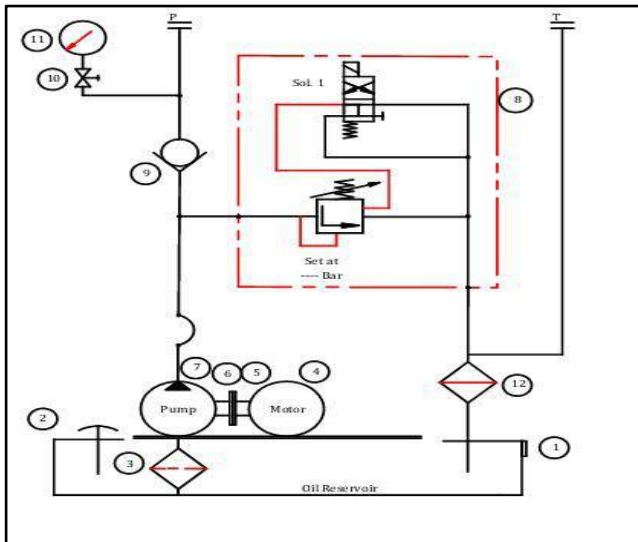 P
T
11
10
Sol. 1
8
9
Set at
---- Bar
7
6
5
4
2
Pump
Motor
12
1
3
Oil Reservoir